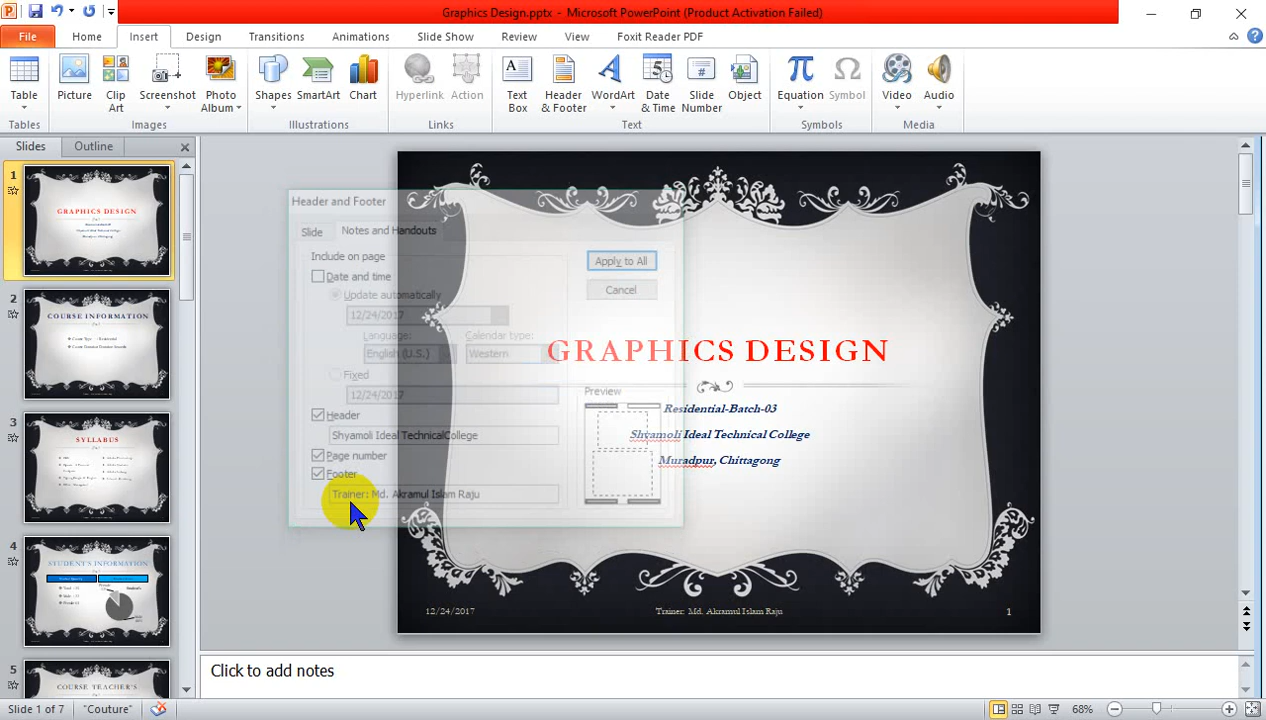 Graphics Design.pptx - Microsoft PowerPoint (Product Activation Failed)
File Home Insert Design Transitions Animations Slide Show Review View Foxit Reader PDF
Table Picture Clip Art Screenshot Photo Album Shapes SmartArt Chart Hyperlink Action Text Box Header & Footer WordArt Date & Time Slide Number Object Equation Symbol Video Audio
Tables Images Illustrations Links Text Symbols Media
Slides Outline
1
GRAPHICS DESIGN
2
COURSE INFORMATION
3
SYLLABUS
4
STUDENT'S INFORMATION
5
COURSE TEACHER'S
Header and Footer
Slide Notes and Handouts
Include on page
Date and time
Update automatically
12/24/2017
Language: Calendar type:
English (U.S.) Western
Fixed
12/24/2017
Header
Shyamoli Ideal TechnicalCollege
Page number
Footer
Trainer: Md. Akramul Islam Raju
Apply to All
Cancel
Preview
GRAPHICS DESIGN
Residential-Batch-03
Shyamoli Ideal Technical College
Muradpur, Chittagong
12/24/2017 Trainer: Md. Akramul Islam Raju 1
Click to add notes
Slide 1 of 7 "Couture" 68%